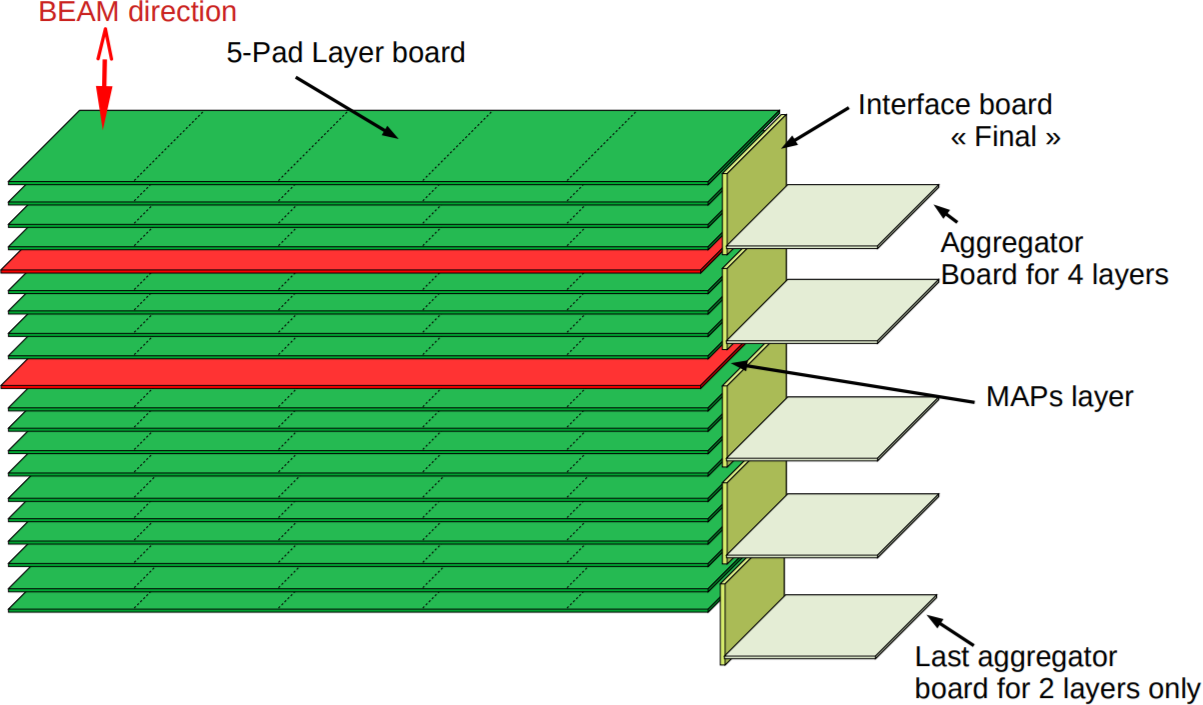 BEAM direction
5-Pad Layer board
Interface board
« Final »
Aggregator
Board for 4 layers
MAPs layer
Last aggregator
board for 2 layers only